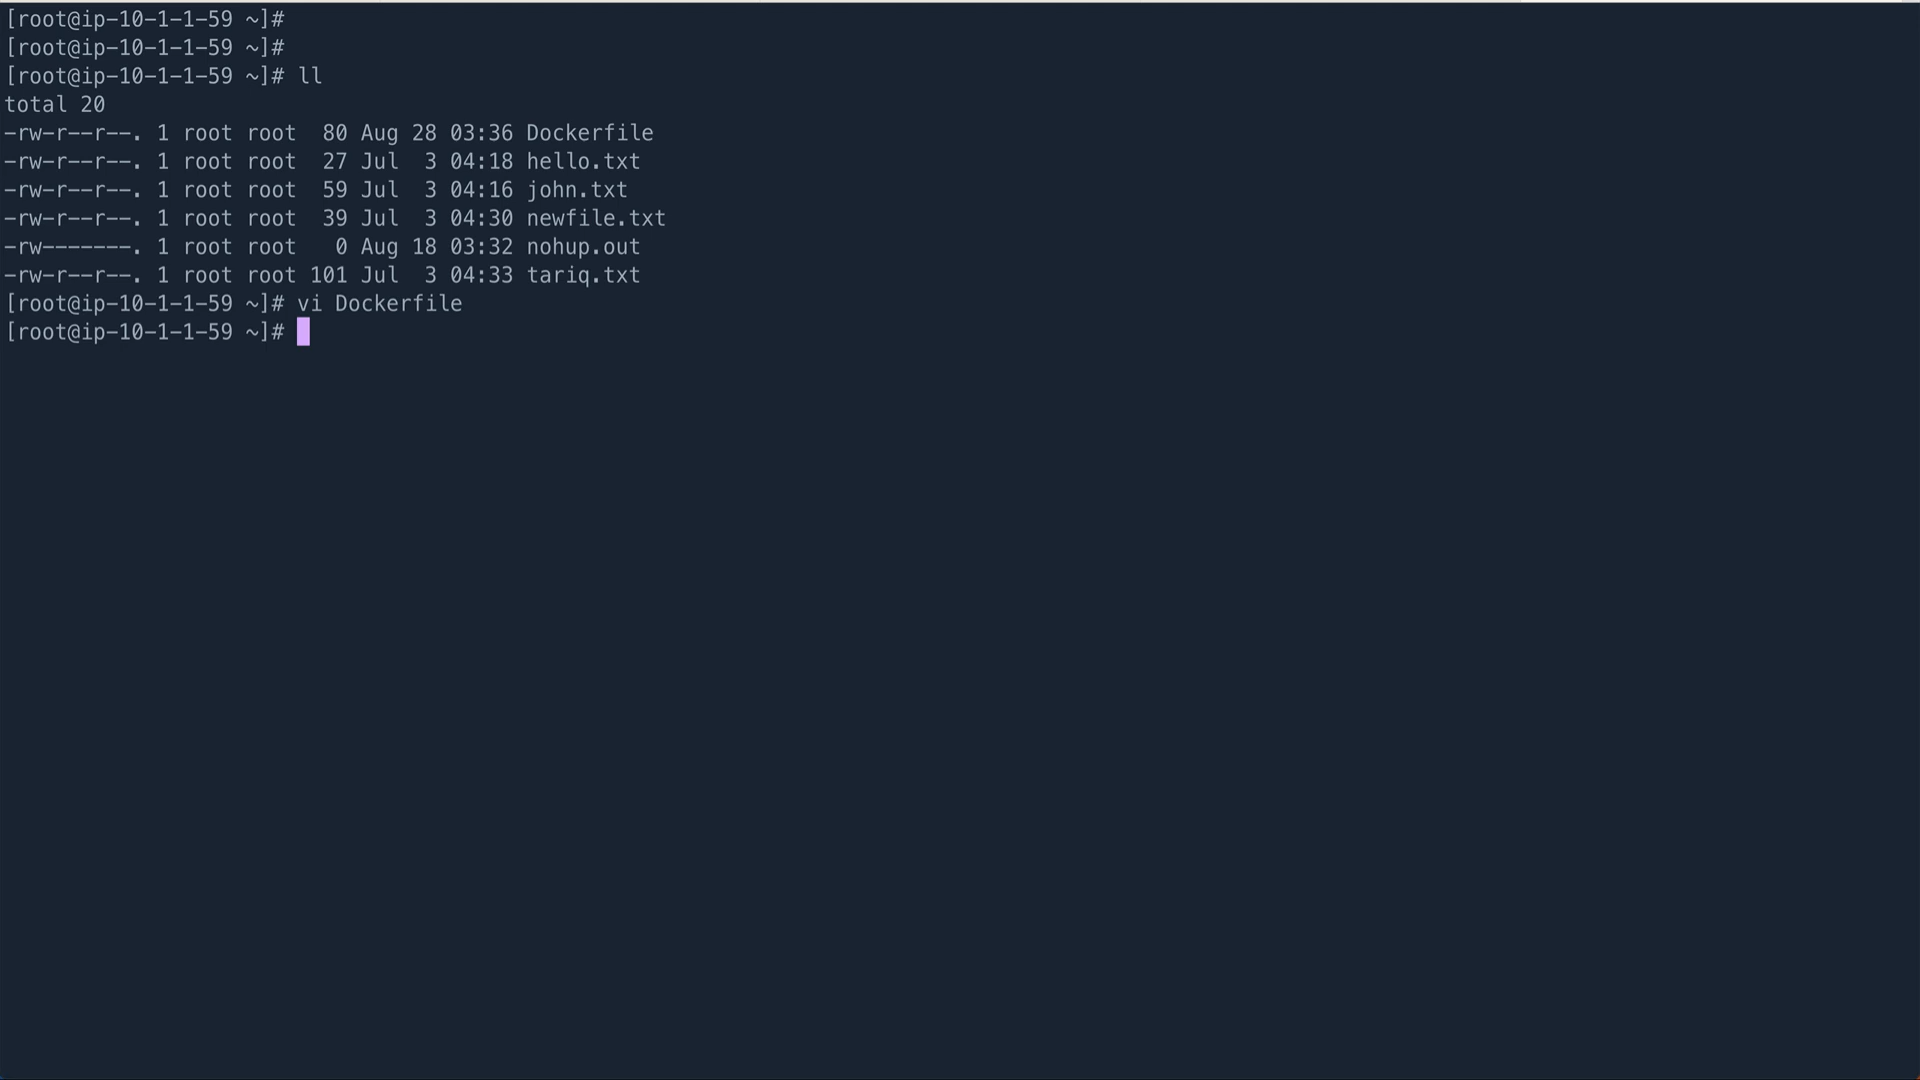 [root@ip-10-1-1-59 ~]#
[root@ip-10-1-1-59 ~]#
[root@ip-10-1-1-59 ~]# ll
total 20
-rw-r--r--. 1 root root  80 Aug 28 03:36 Dockerfile
-rw-r--r--. 1 root root  27 Jul  3 04:18 hello.txt
-rw-r--r--. 1 root root  59 Jul  3 04:16 john.txt
-rw-r--r--. 1 root root  39 Jul  3 04:30 newfile.txt
-rw-------. 1 root root   0 Aug 18 03:32 nohup.out
-rw-r--r--. 1 root root 101 Jul  3 04:33 tariq.txt
[root@ip-10-1-1-59 ~]# vi Dockerfile
[root@ip-10-1-1-59 ~]#